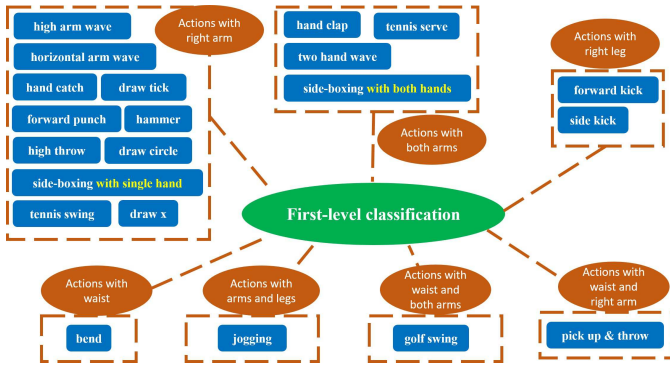 high arm wave
horizontal arm wave
hand catch
draw tick
forward punch
hammer
high throw
draw circle
side-boxing with single hand
tennis swing
draw x
Actions with
right arm
hand clap
tennis serve
two hand wave
side-boxing with both hands
Actions with
both arms
Actions with
right leg
forward kick
side kick
First-level classification
Actions with
waist
bend
Actions with
arms and legs
jogging
Actions with
waist and
both arms
golf swing
Actions with
waist and
right arm
pick up & throw